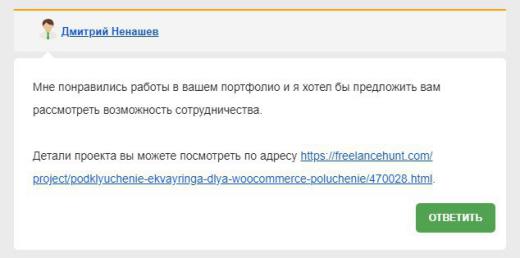 Дмитрий Ненашев
Мне понравились работы в вашем портфолио и я хотел бы предложить вам
рассмотреть возможность сотрудничества.
Детали проекта вы можете посмотреть по адресу https://freelancehunt.com/
project/podklyuchenie-ekvayringa-dlya-woocommerce-poluchenie/470028.html.
ОТВЕТИТЬ